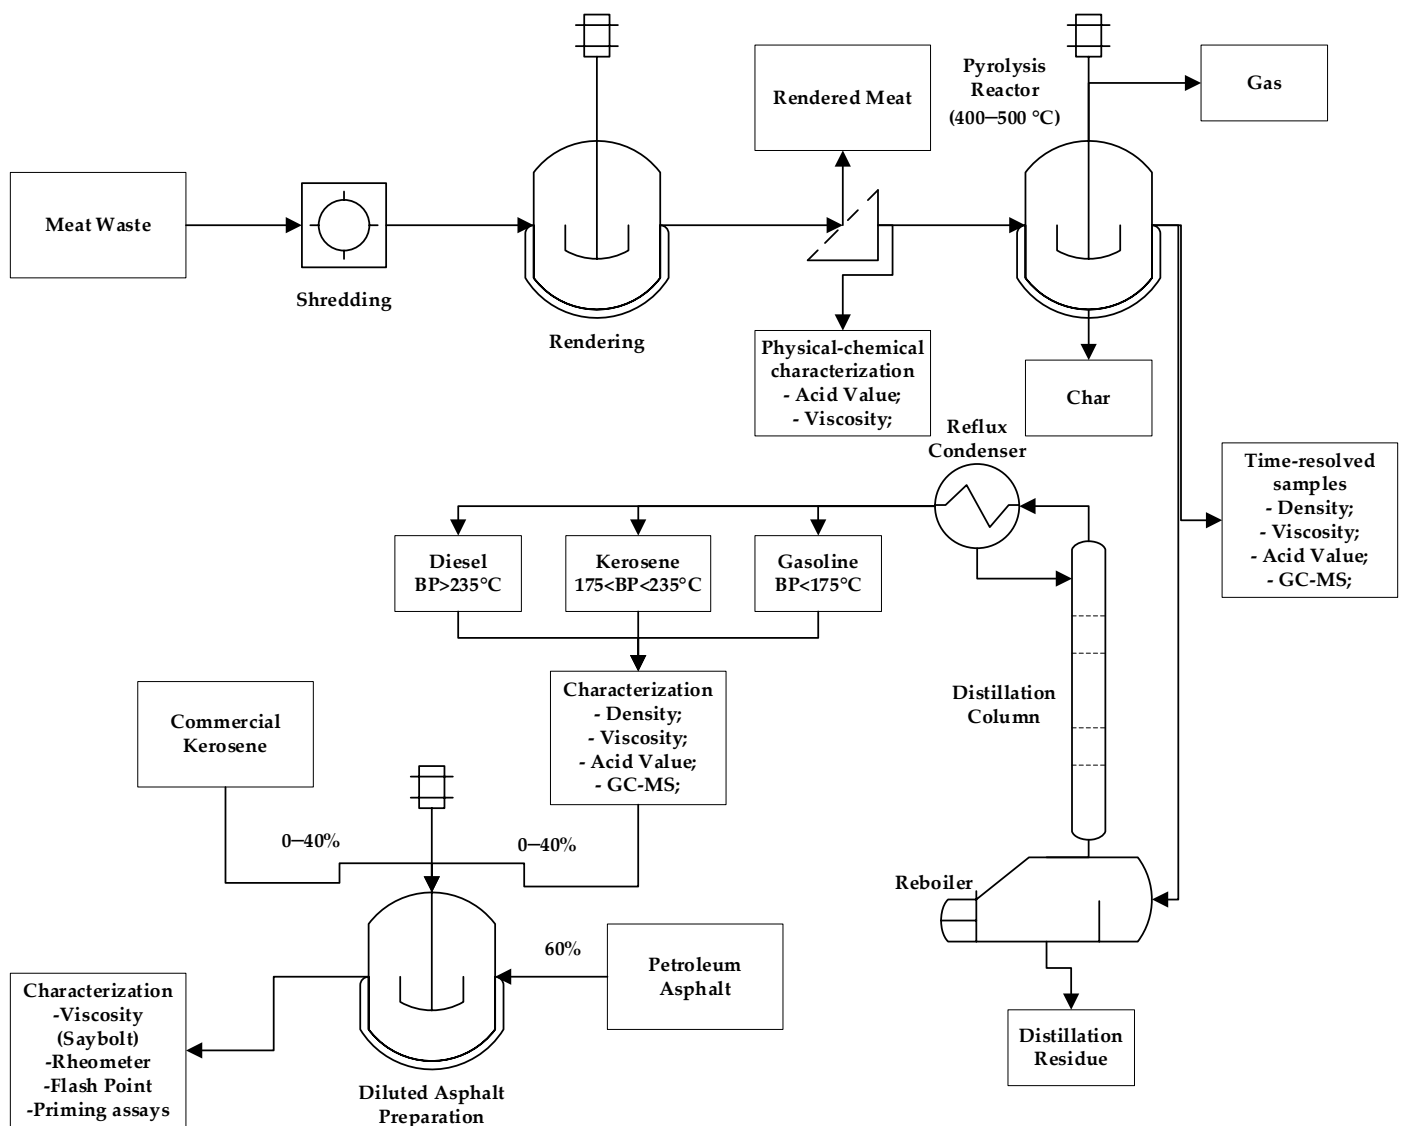 Meat Waste
Shredding
Rendering
Rendered Meat
Physical-chemical
characterization
- Acid Value;
- Viscosity;
Pyrolysis
Reactor
(400–500 °C)
Gas
Char
Time-resolved
samples
- Density;
- Viscosity;
- Acid Value;
- GC-MS;
Reflux
Condenser
Diesel
BP>235°C
Kerosene
175<BP<235°C
Gasoline
BP<175°C
Characterization
- Density;
- Viscosity;
- Acid Value;
- GC-MS;
Distillation
Column
Reboiler
Distillation
Residue
Commercial
Kerosene
0–40%
0–40%
60%
Petroleum
Asphalt
Diluted Asphalt
Preparation
Characterization
-Viscosity
(Saybolt)
-Rheometer
-Flash Point
-Priming assays